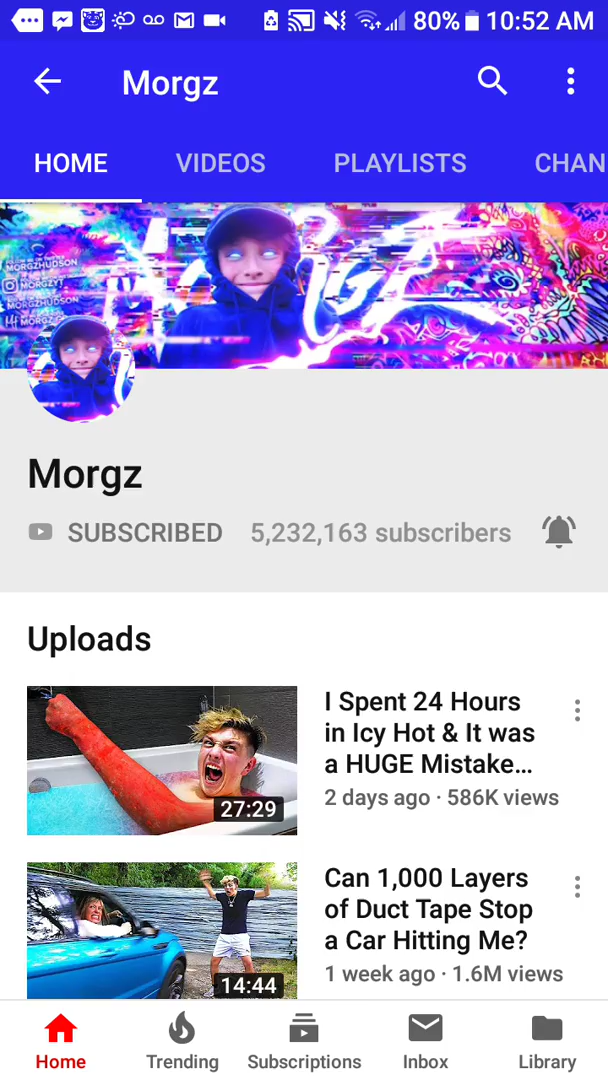 80% 10:52 AM
Morgz
HOME VIDEOS PLAYLISTS CHAN
MORGZHUDSON
MORGZYT
MORGZ
Morgz
SUBSCRIBED 5,232,163 subscribers
Uploads
I Spent 24 Hours
in Icy Hot & It was
a HUGE Mistake...
2 days ago · 586K views
27:29
Can 1,000 Layers
of Duct Tape Stop
a Car Hitting Me?
1 week ago · 1.6M views
14:44
Home Trending Subscriptions Inbox Library